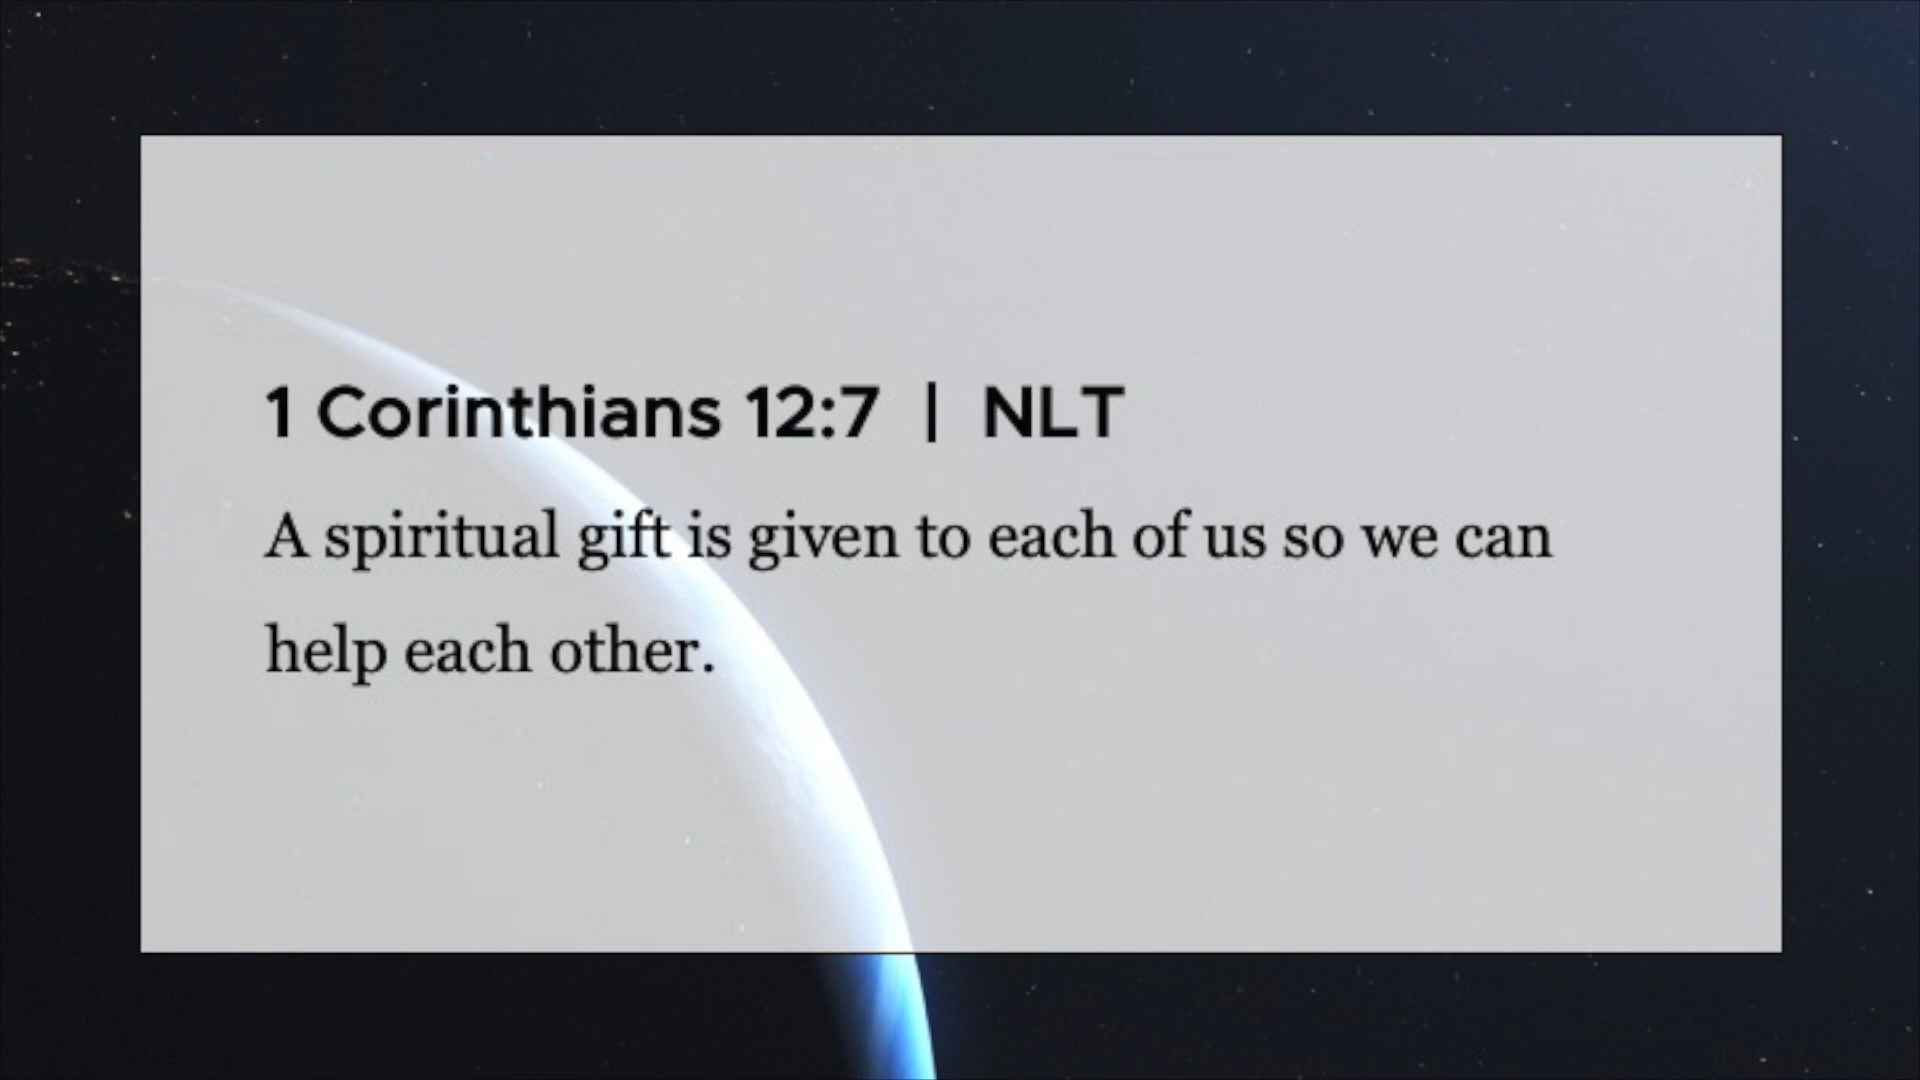 1 Corinthians 12:7 | NLT
A spiritual gift is given to each of us so we can
help each other.